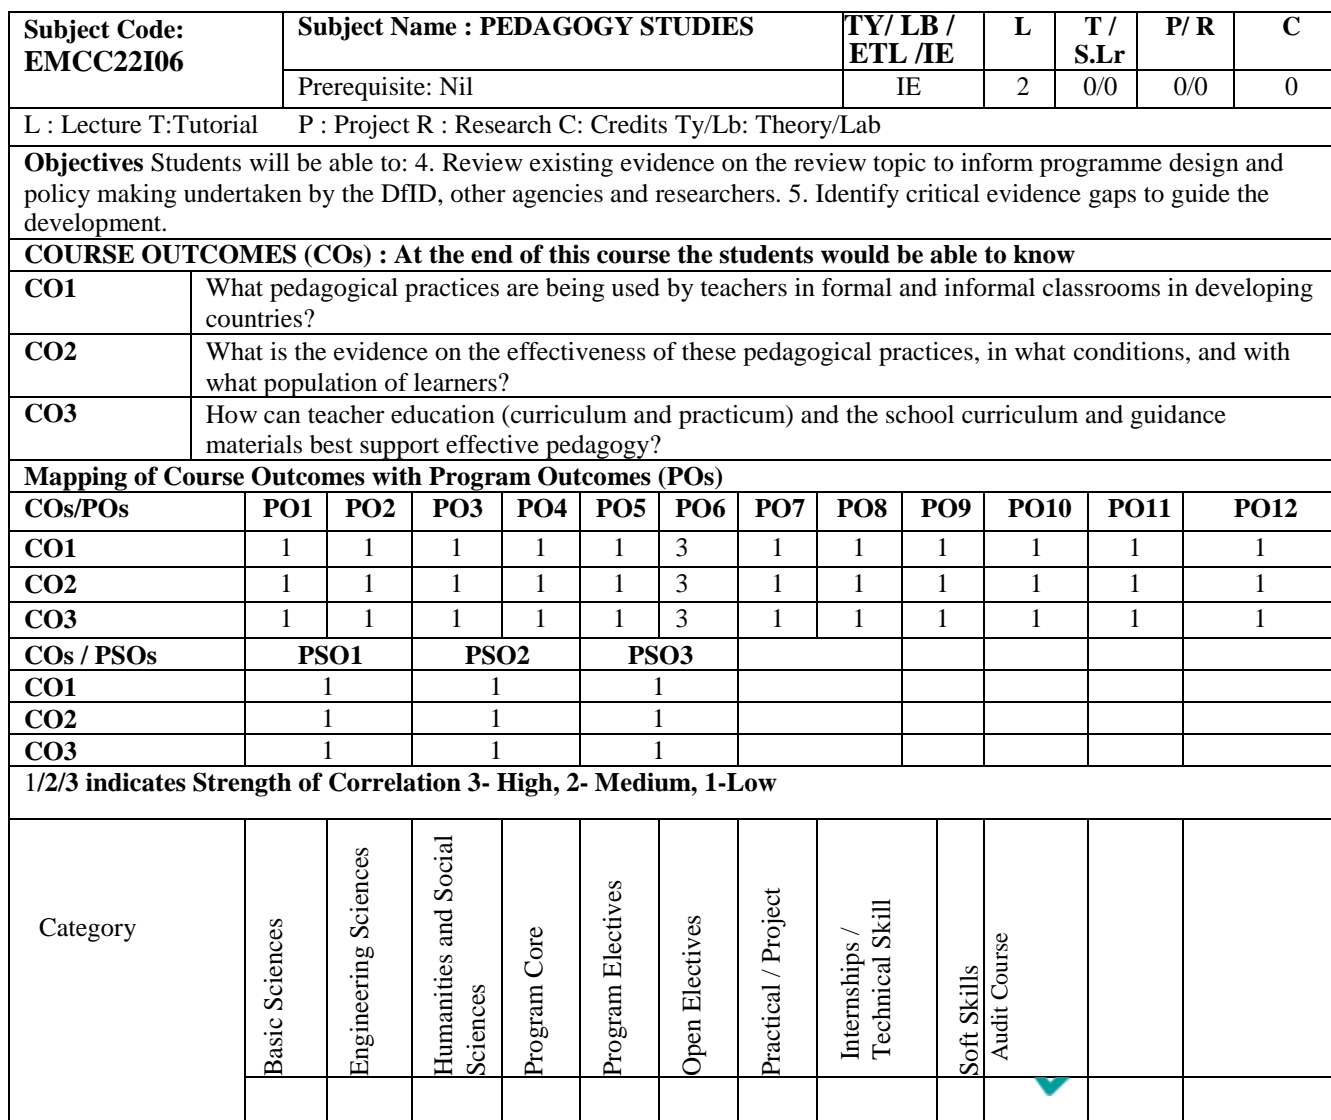 Subject Code: Subject Name : PEDAGOGY STUDIES TY/ LB / L T / P/ R C
EMCC22I06 ETL /IE S.Lr
Prerequisite: Nil IE 2 0/0 0/0 0
L : Lecture T:Tutorial P : Project R : Research C: Credits Ty/Lb: Theory/Lab
Objectives Students will be able to: 4. Review existing evidence on the review topic to inform programme design and
policy making undertaken by the DfID, other agencies and researchers. 5. Identify critical evidence gaps to guide the
development.
COURSE OUTCOMES (COs) : At the end of this course the students would be able to know
CO1 What pedagogical practices are being used by teachers in formal and informal classrooms in developing
countries?
CO2 What is the evidence on the effectiveness of these pedagogical practices, in what conditions, and with
what population of learners?
CO3 How can teacher education (curriculum and practicum) and the school curriculum and guidance
materials best support effective pedagogy?
Mapping of Course Outcomes with Program Outcomes (POs)
COs/POs PO1 PO2 PO3 PO4 PO5 PO6 PO7 PO8 PO9 PO10 PO11 PO12
CO1 1 1 1 1 1 3 1 1 1 1 1 1
CO2 1 1 1 1 1 3 1 1 1 1 1 1
CO3 1 1 1 1 1 3 1 1 1 1 1 1
COs / PSOs PSO1 PSO2 PSO3
CO1 1 1 1
CO2 1 1 1
CO3 1 1 1
1/2/3 indicates Strength of Correlation 3- High, 2- Medium, 1-Low
Category
Basic Sciences
Engineering Sciences
Humanities and Social
Sciences
Program Core
Program Electives
Open Electives
Practical / Project
Internships /
Technical Skill
Soft Skills
Audit Course